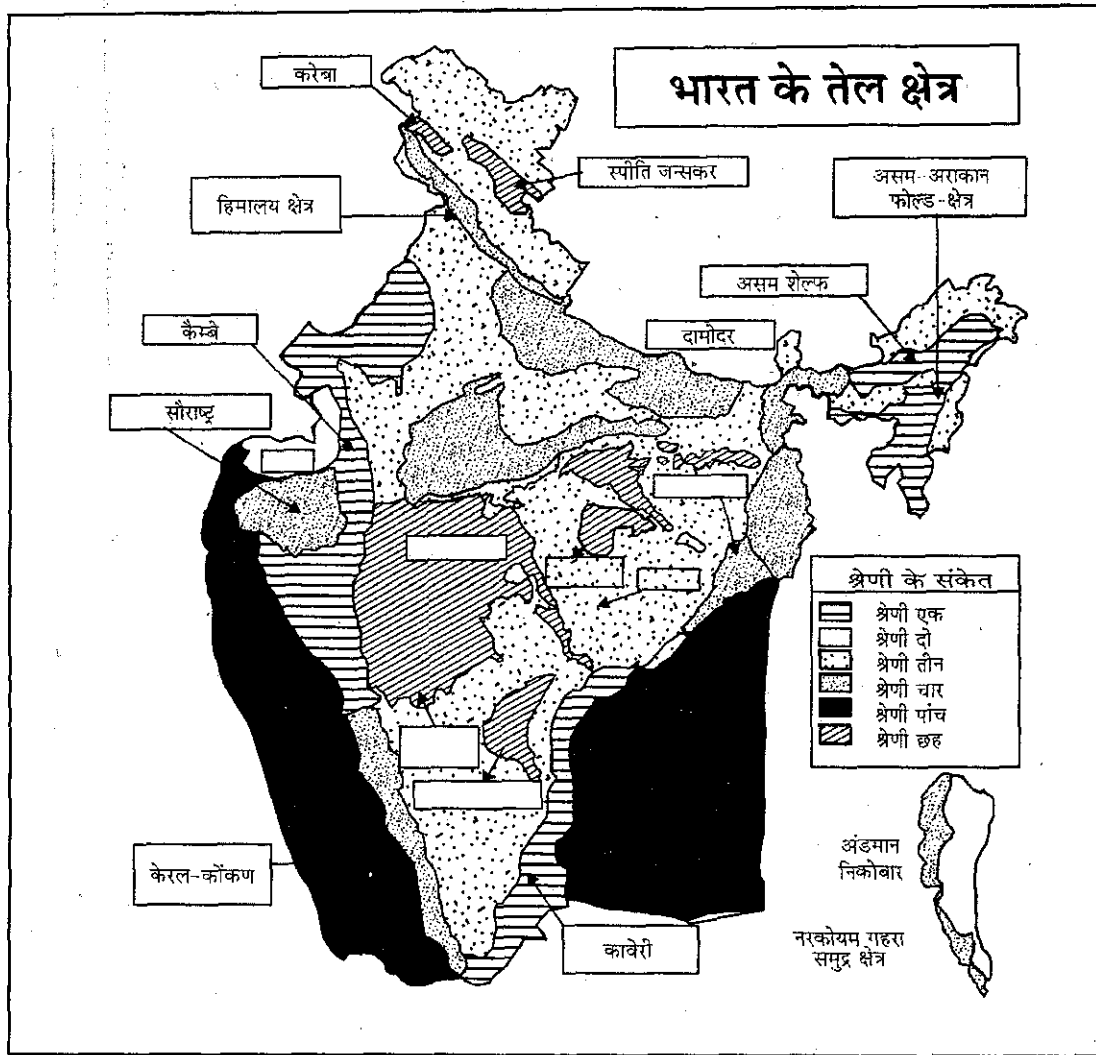 भारत के तेल क्षेत्र
करेबा
स्पीति जन्सकर
असम-अराकान
फोल्ड-क्षेत्र
हिमालय क्षेत्र
असम शेल्फ
कैम्बे
दामोदर
सौराष्ट्र
श्रेणी के संकेत
श्रेणी एक
श्रेणी दो
श्रेणी तीन
श्रेणी चार
श्रेणी पांच
श्रेणी छह
केरल-कोंकण
कावेरी
अंडमान
निकोबार
नरकोयम गहरा
समुद्र क्षेत्र